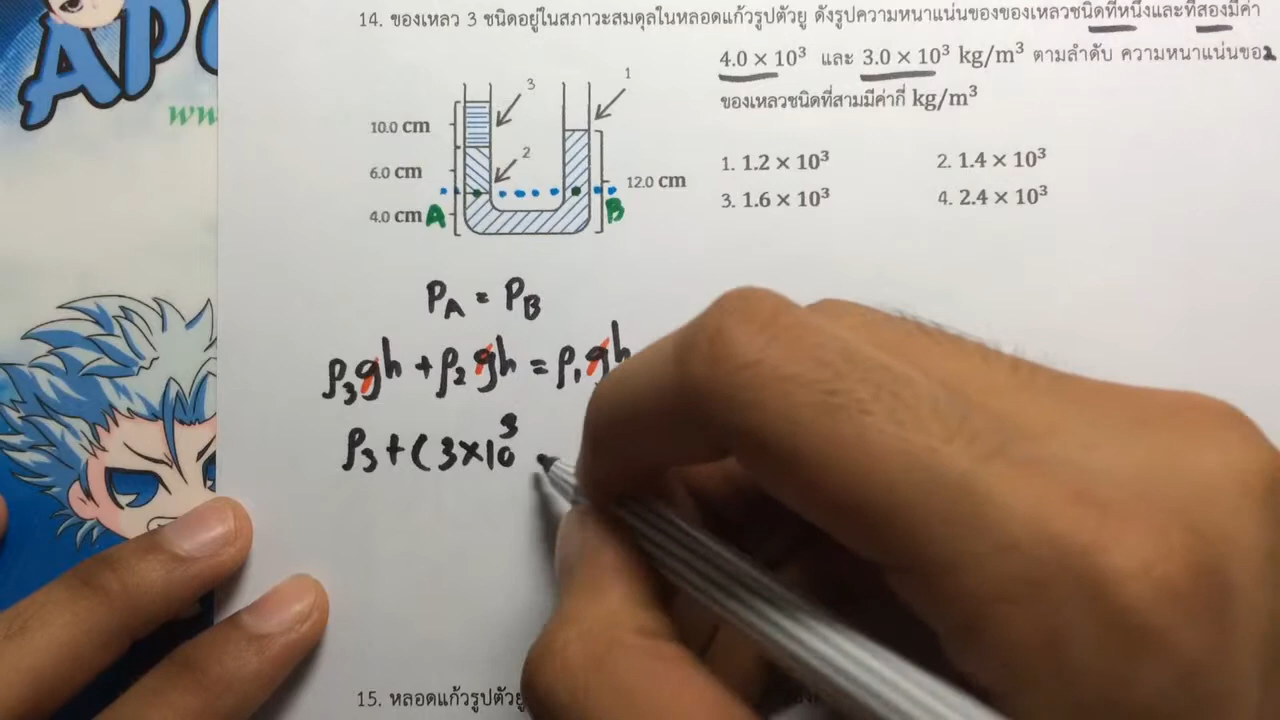 14. ของเหลว 3 ชนิดอยู่ในสภาวะสมดุลในหลอดแก้วรูปตัวยู ดังรูปความหนาแน่นของของเหลวชนิดที่หนึ่งและที่สองมีค่า
4.0 × 10³ และ 3.0 × 10³ kg/m³ ตามลำดับ ความหนาแน่นของ
ของเหลวชนิดที่สามมีค่ากี่ kg/m³
1. 1.2 × 10³ 2. 1.4 × 10³
3. 1.6 × 10³ 4. 2.4 × 10³
3 1
10.0 cm
2
6.0 cm
12.0 cm
4.0 cm A B
P_A = P_B
ρ₃gh + ρ₂gh = ρ₁gh
ρ₃ + (3×10³
15. หลอดแก้วรูปตัวยู
AP
ww